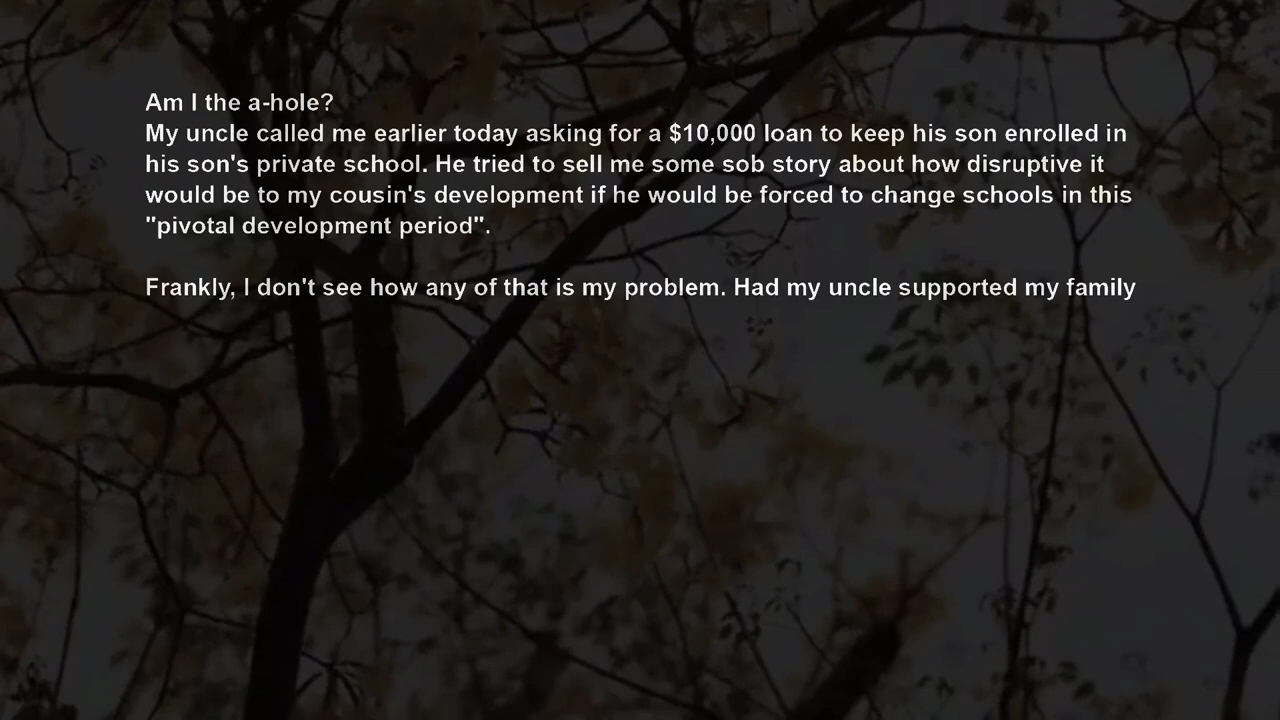 Am I the a-hole?
My uncle called me earlier today asking for a $10,000 loan to keep his son enrolled in
his son's private school. He tried to sell me some sob story about how disruptive it
would be to my cousin's development if he would be forced to change schools in this
"pivotal development period".
Frankly, I don't see how any of that is my problem. Had my uncle supported my family